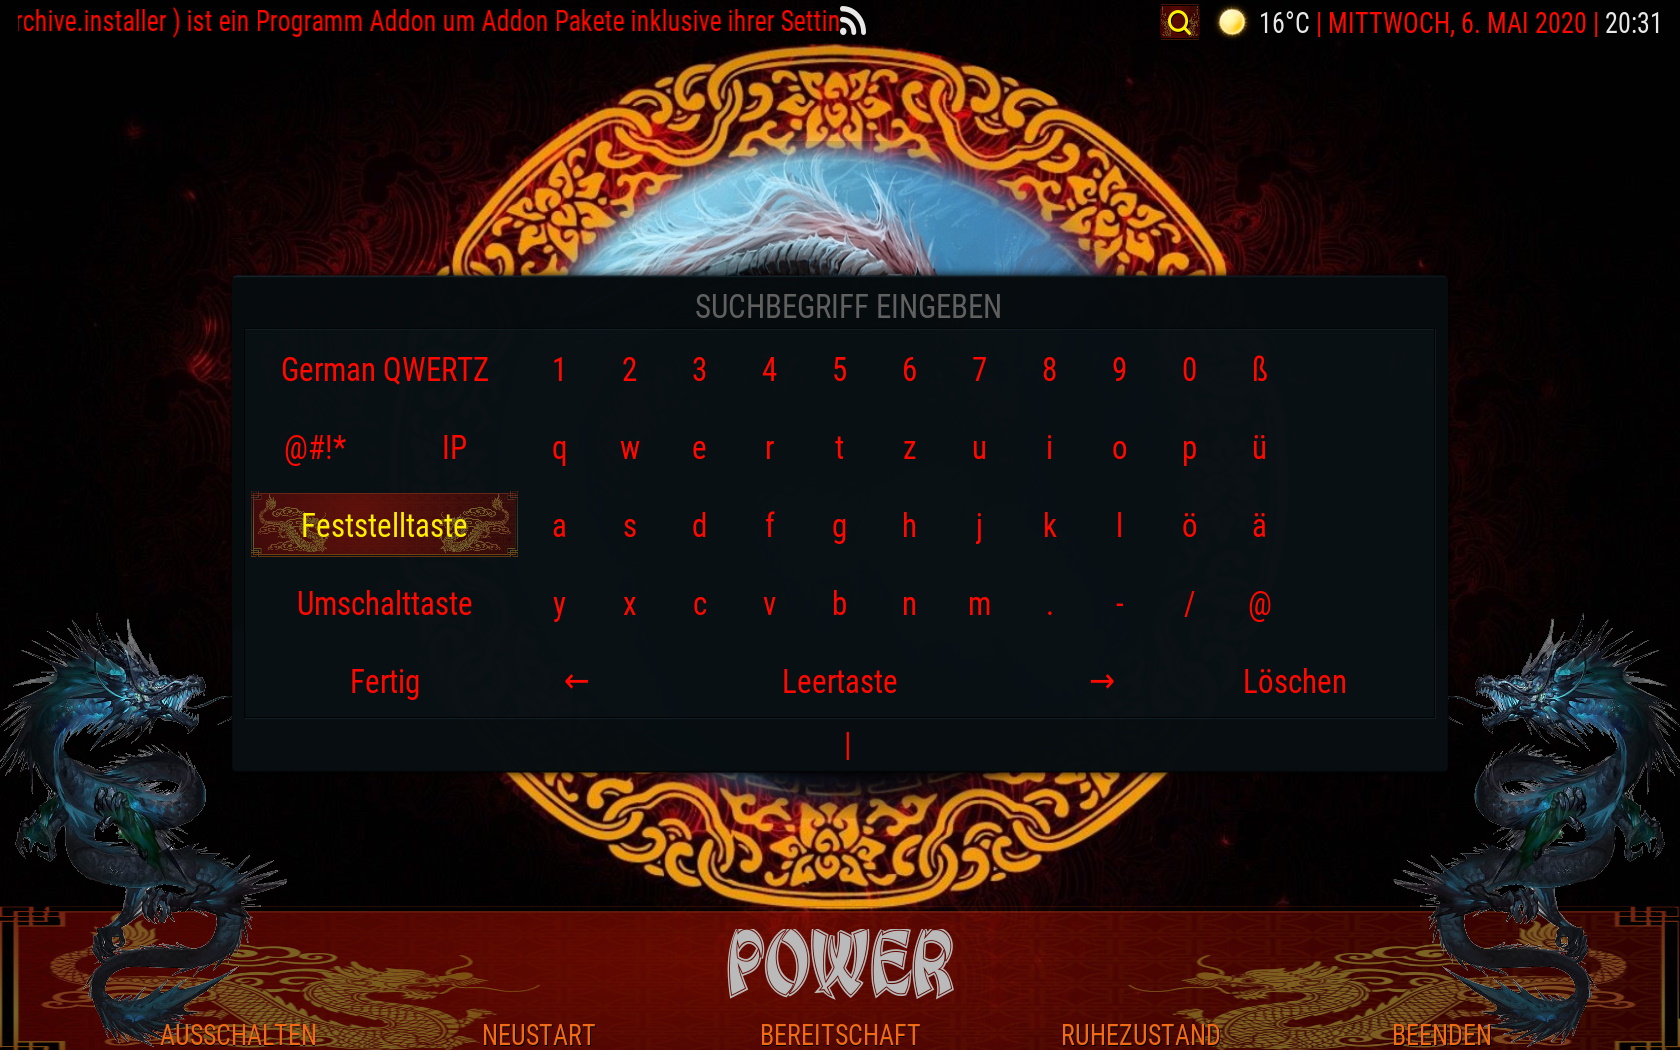 rchive.installer ) ist ein Programm Addon um Addon Pakete inklusive ihrer Settin
16°C | MITTWOCH, 6. MAI 2020 | 20:31
SUCHBEGRIFF EINGEBEN
German QWERTZ 1 2 3 4 5 6 7 8 9 0 ß
@#!* IP q w e r t z u i o p ü
Feststelltaste a s d f g h j k l ö ä
Umschalttaste y x c v b n m . - / @
Fertig ← Leertaste → Löschen
POWER
AUSSCHALTEN NEUSTART BEREITSCHAFT RUHEZUSTAND BEENDEN